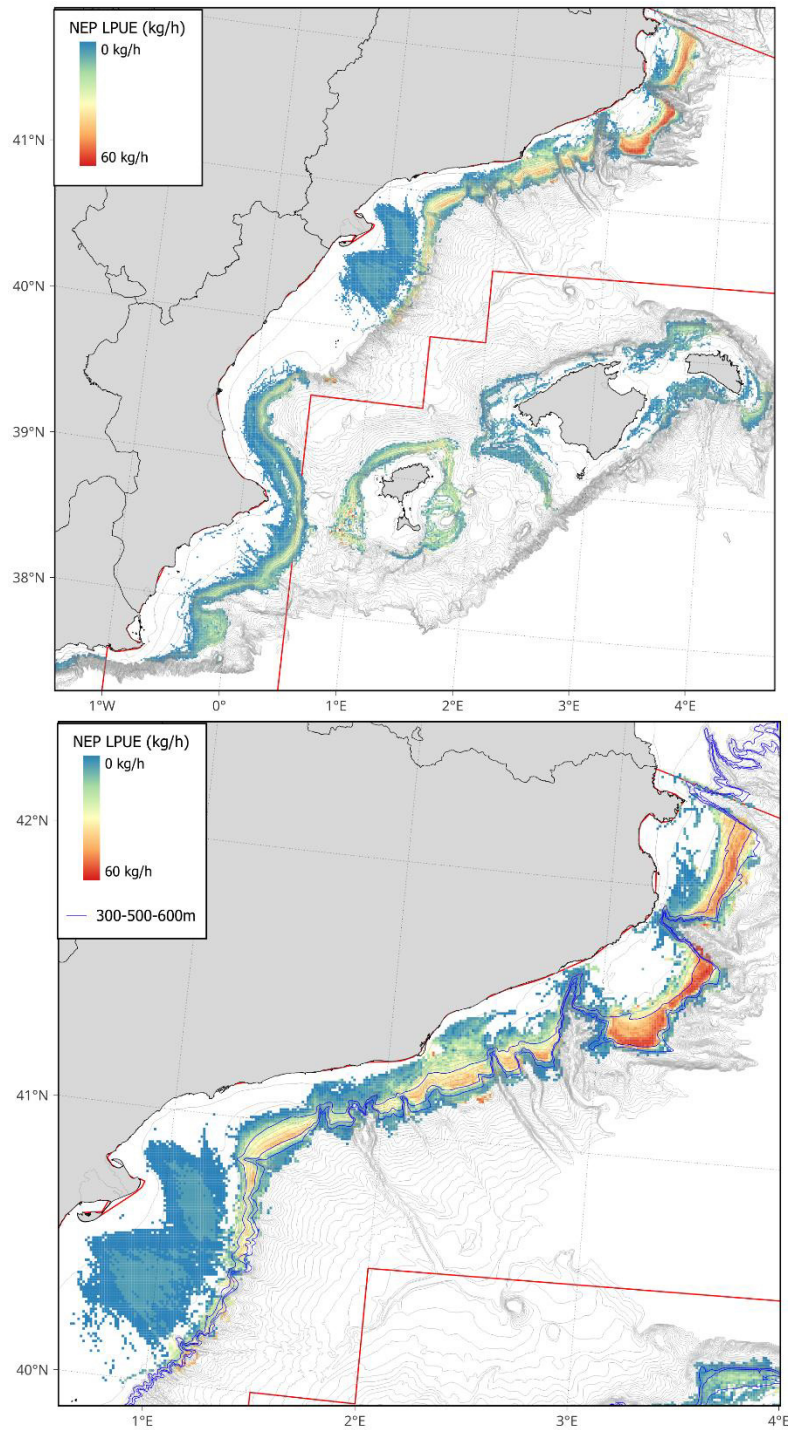 NEP LPUE (kg/h)
0 kg/h
60 kg/h
41°N
40°N
39°N
38°N
1°W 0° 1°E 2°E 3°E 4°E
NEP LPUE (kg/h)
0 kg/h
60 kg/h
300-500-600m
42°N
41°N
40°N
1°E 2°E 3°E 4°E